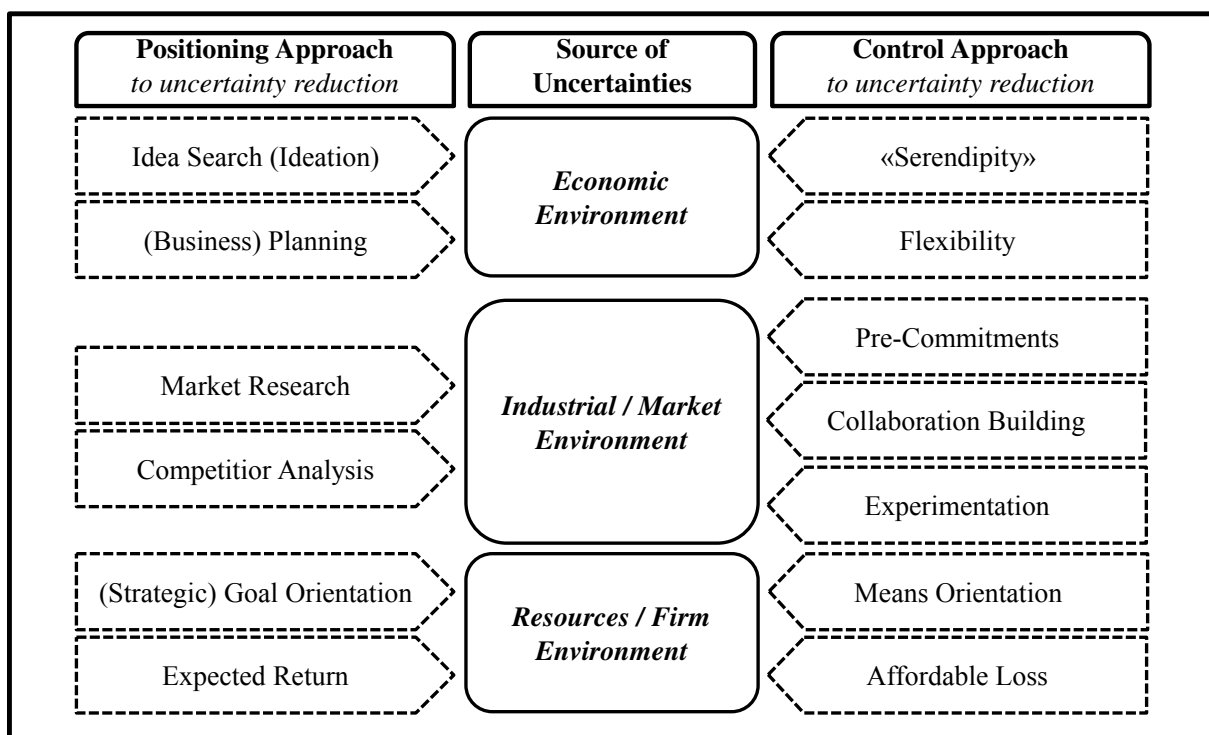 Positioning Approach
to uncertainty reduction
Source of
Uncertainties
Control Approach
to uncertainty reduction
Idea Search (Ideation)
(Business) Planning
Economic
Environment
«Serendipity»
Flexibility
Market Research
Competitior Analysis
Industrial / Market
Environment
Pre-Commitments
Collaboration Building
Experimentation
(Strategic) Goal Orientation
Expected Return
Resources / Firm
Environment
Means Orientation
Affordable Loss